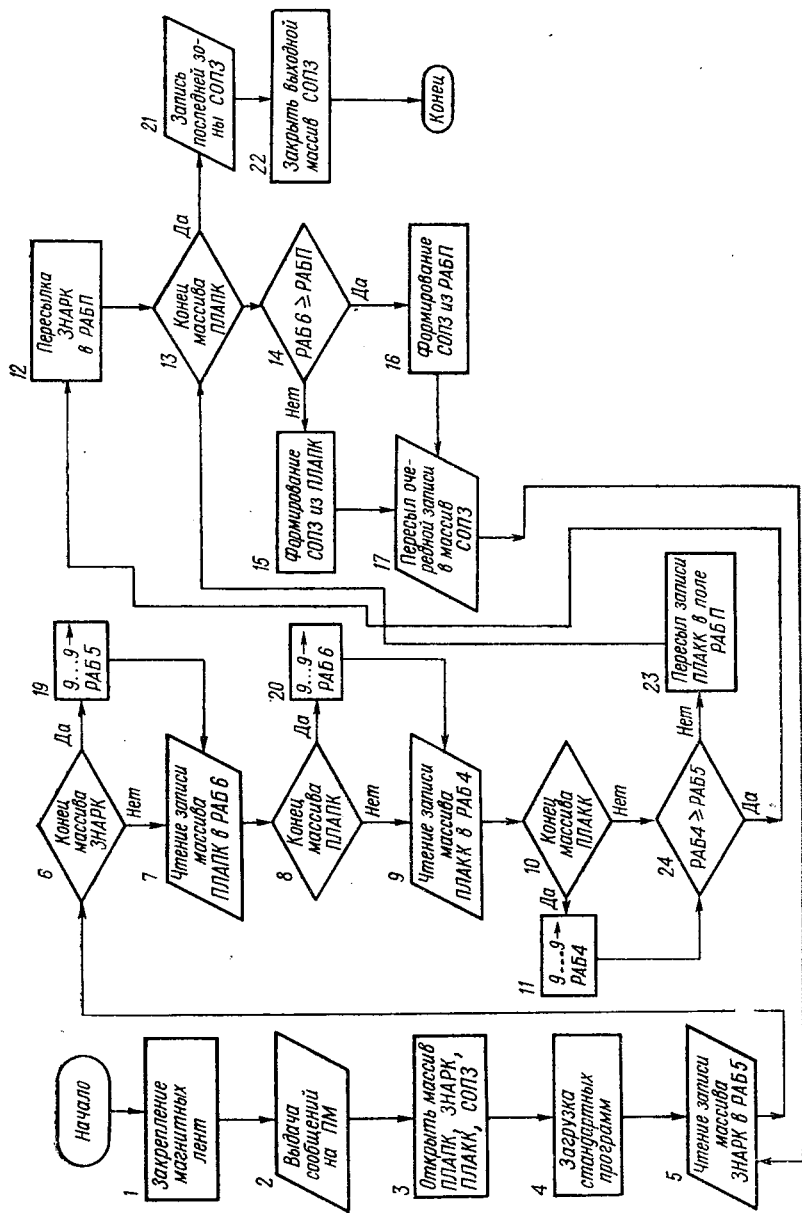 Начало
1
Закрепление
магнитных
лент
2
Выдача
сообщений
на ПМ
3
Открыть массив
ПЛАПК, ЗНАРК,
ПЛАКК, СОПЗ
4
Загрузка
стандартных
программ
5
Чтение записи
массива
ЗНАРК в РАБ5
6
Конец
массива
ЗНАРК
Да
Нет
19
9...9→
РАБ5
7
Чтение записи
массива
ПЛАПК в РАБ6
8
Конец
массива
ПЛАПК
Да
Нет
20
9...9→
РАБ6
9
Чтение записи
массива
ПЛАКК в РАБ4
10
Конец
массива
ПЛАКК
Да
Нет
11
9...9→
РАБ4
24
РАБ4 ≥ РАБ5
Нет
Да
23
Пересыл записи
ПЛАКК в поле
РАБП
12
Пересылка
ЗНАРК
в РАБП
13
Конец
массива
ПЛАПК
Да
14
РАБ6 ≥ РАБП
Нет
Да
15
Формирование
СОПЗ из ПЛАПК
16
Формирование
СОПЗ из РАБП
17
Пересыл оче-
редной записи
в массив
СОПЗ
21
Запись
последней зо-
ны СОПЗ
22
Закрыть выходной
массив СОПЗ
Конец